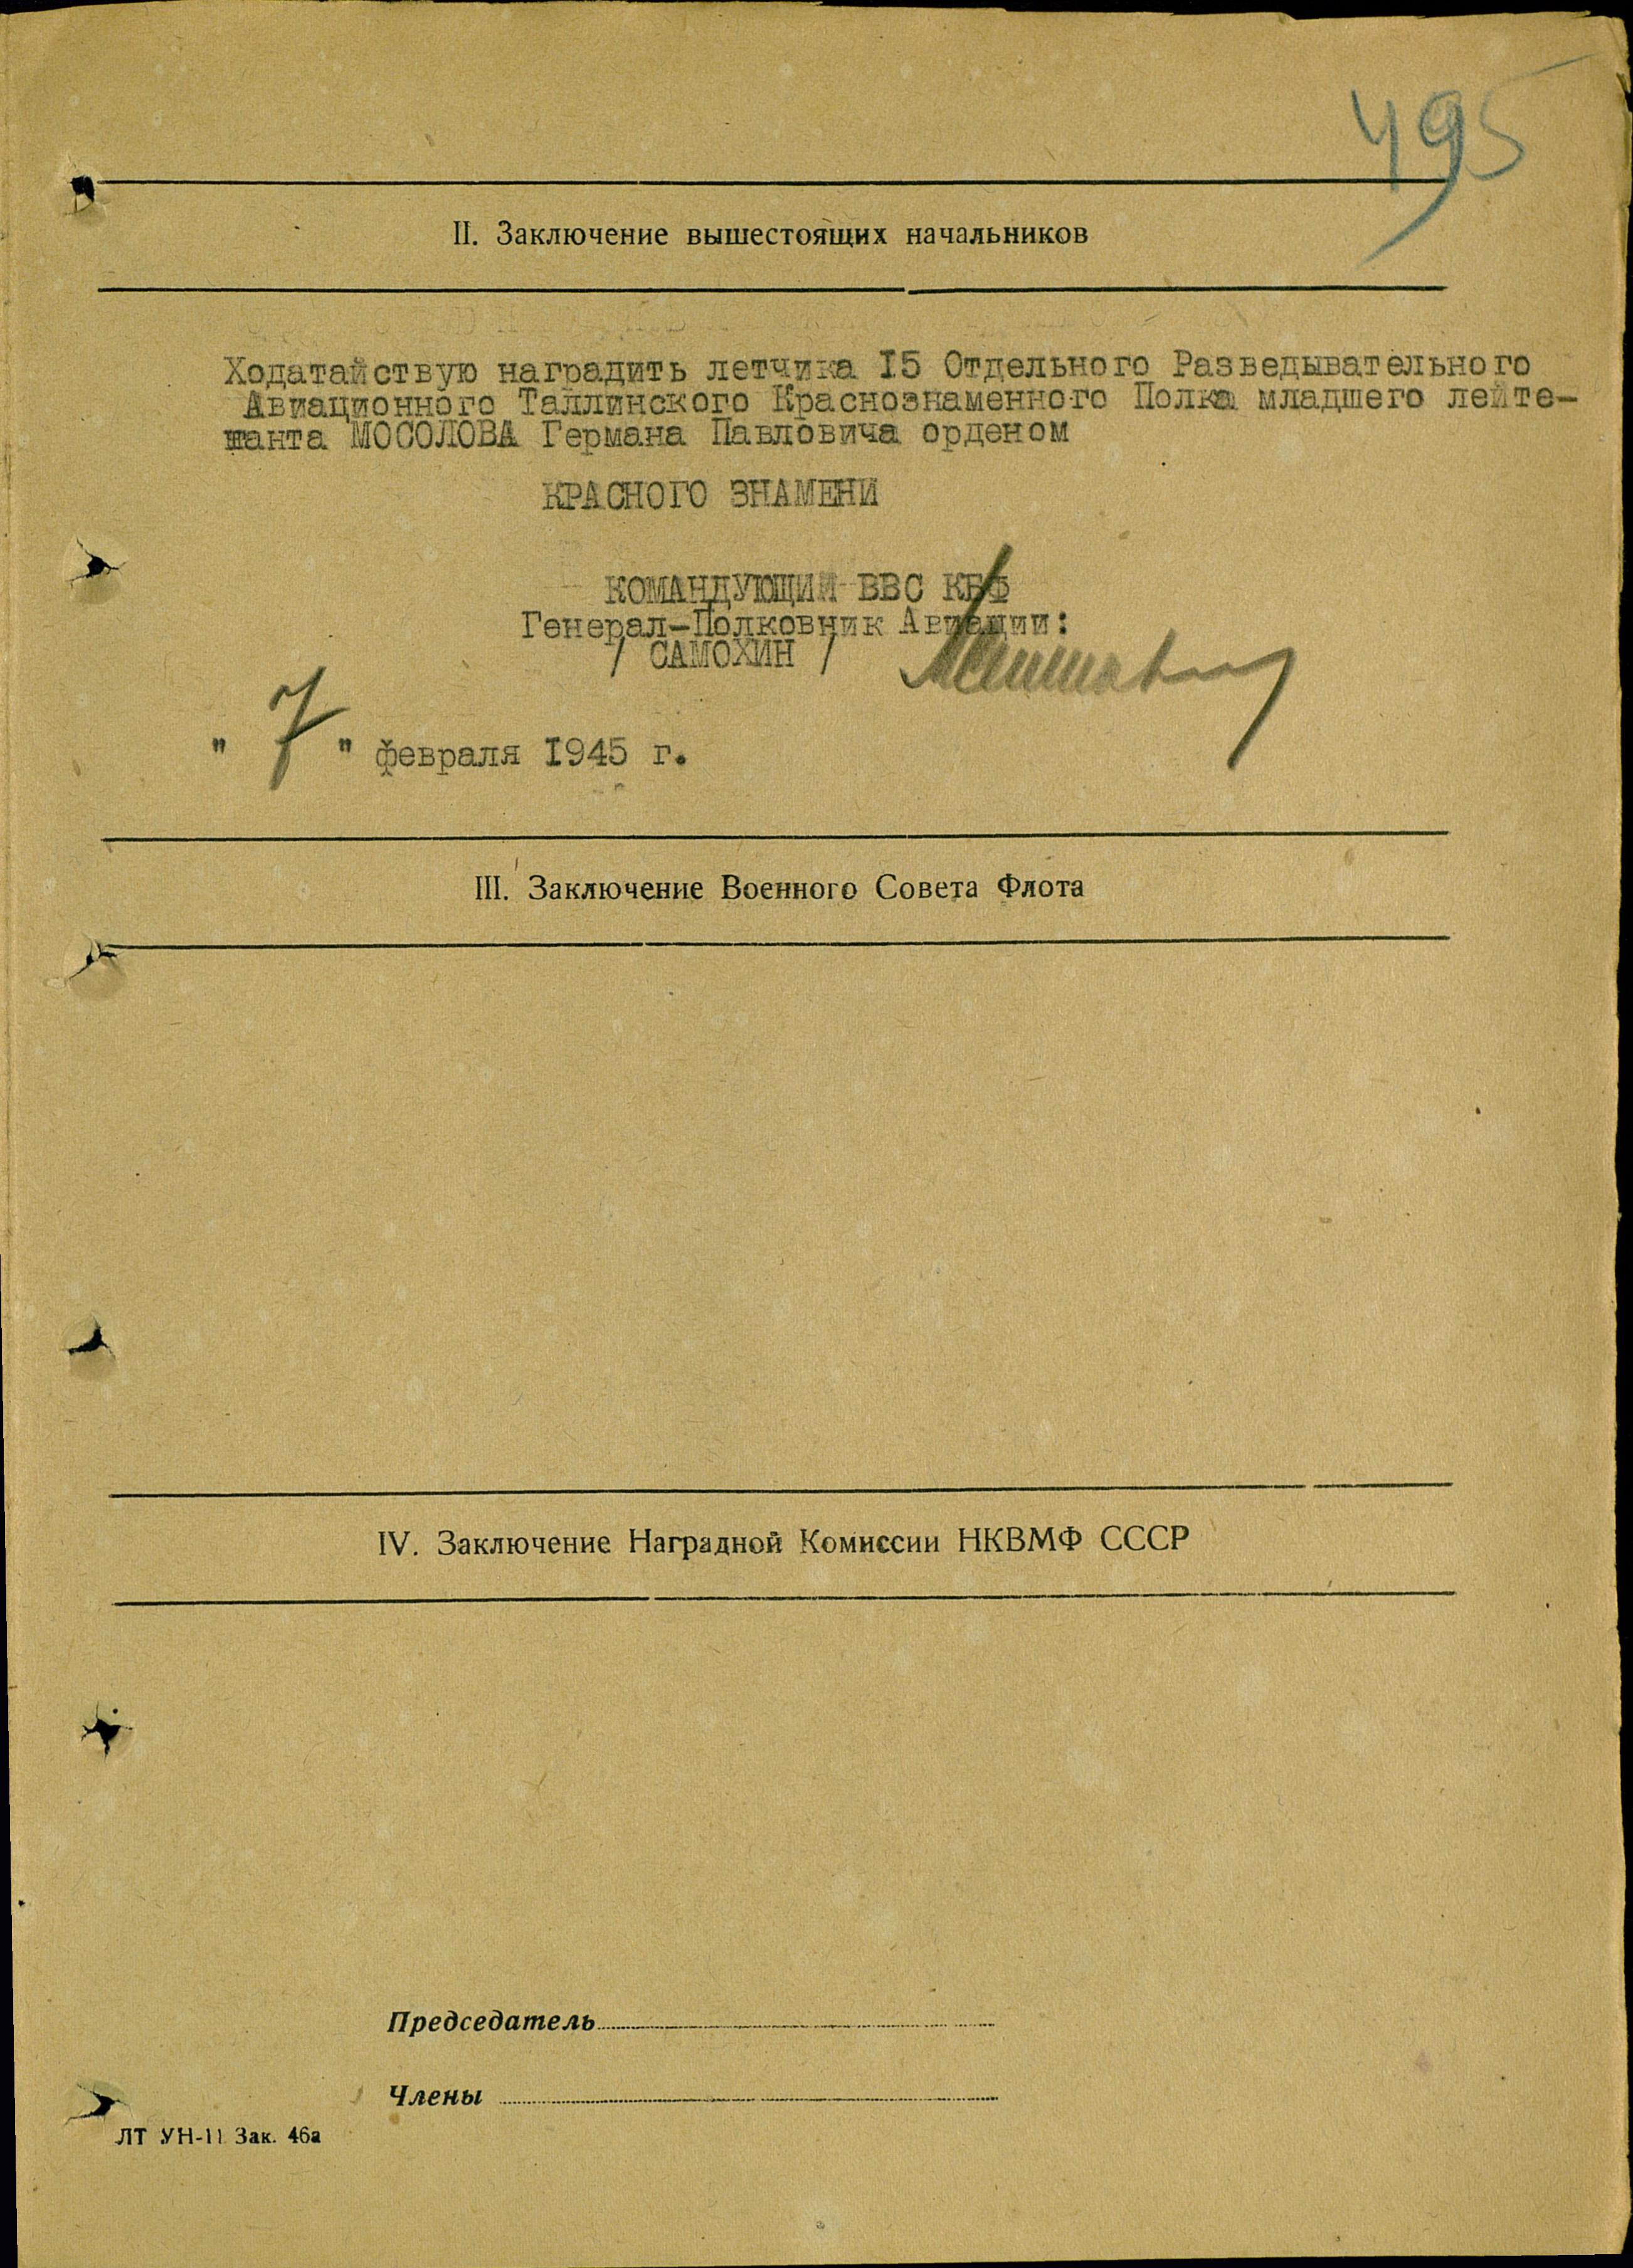 495
II. Заключение вышестоящих начальников
Ходатайствую наградить летчика I5 Отдельного Разведывательного
Авиационного Таллинского Краснознаменного Полка младшего лейте-
нанта МОСОЛОВА Германа Павловича орденом
КРАСНОГО ЗНАМЕНИ
КОМАНДУЮЩИЙ ВВС КБФ
Генерал-Полковник Авиации:
/ САМОХИН /
" 7 " февраля I945 г.
III. Заключение Военного Совета Флота
IV. Заключение Наградной Комиссии НКВМФ СССР
Председатель
Члены
ЛТ УН-11 Зак. 46а